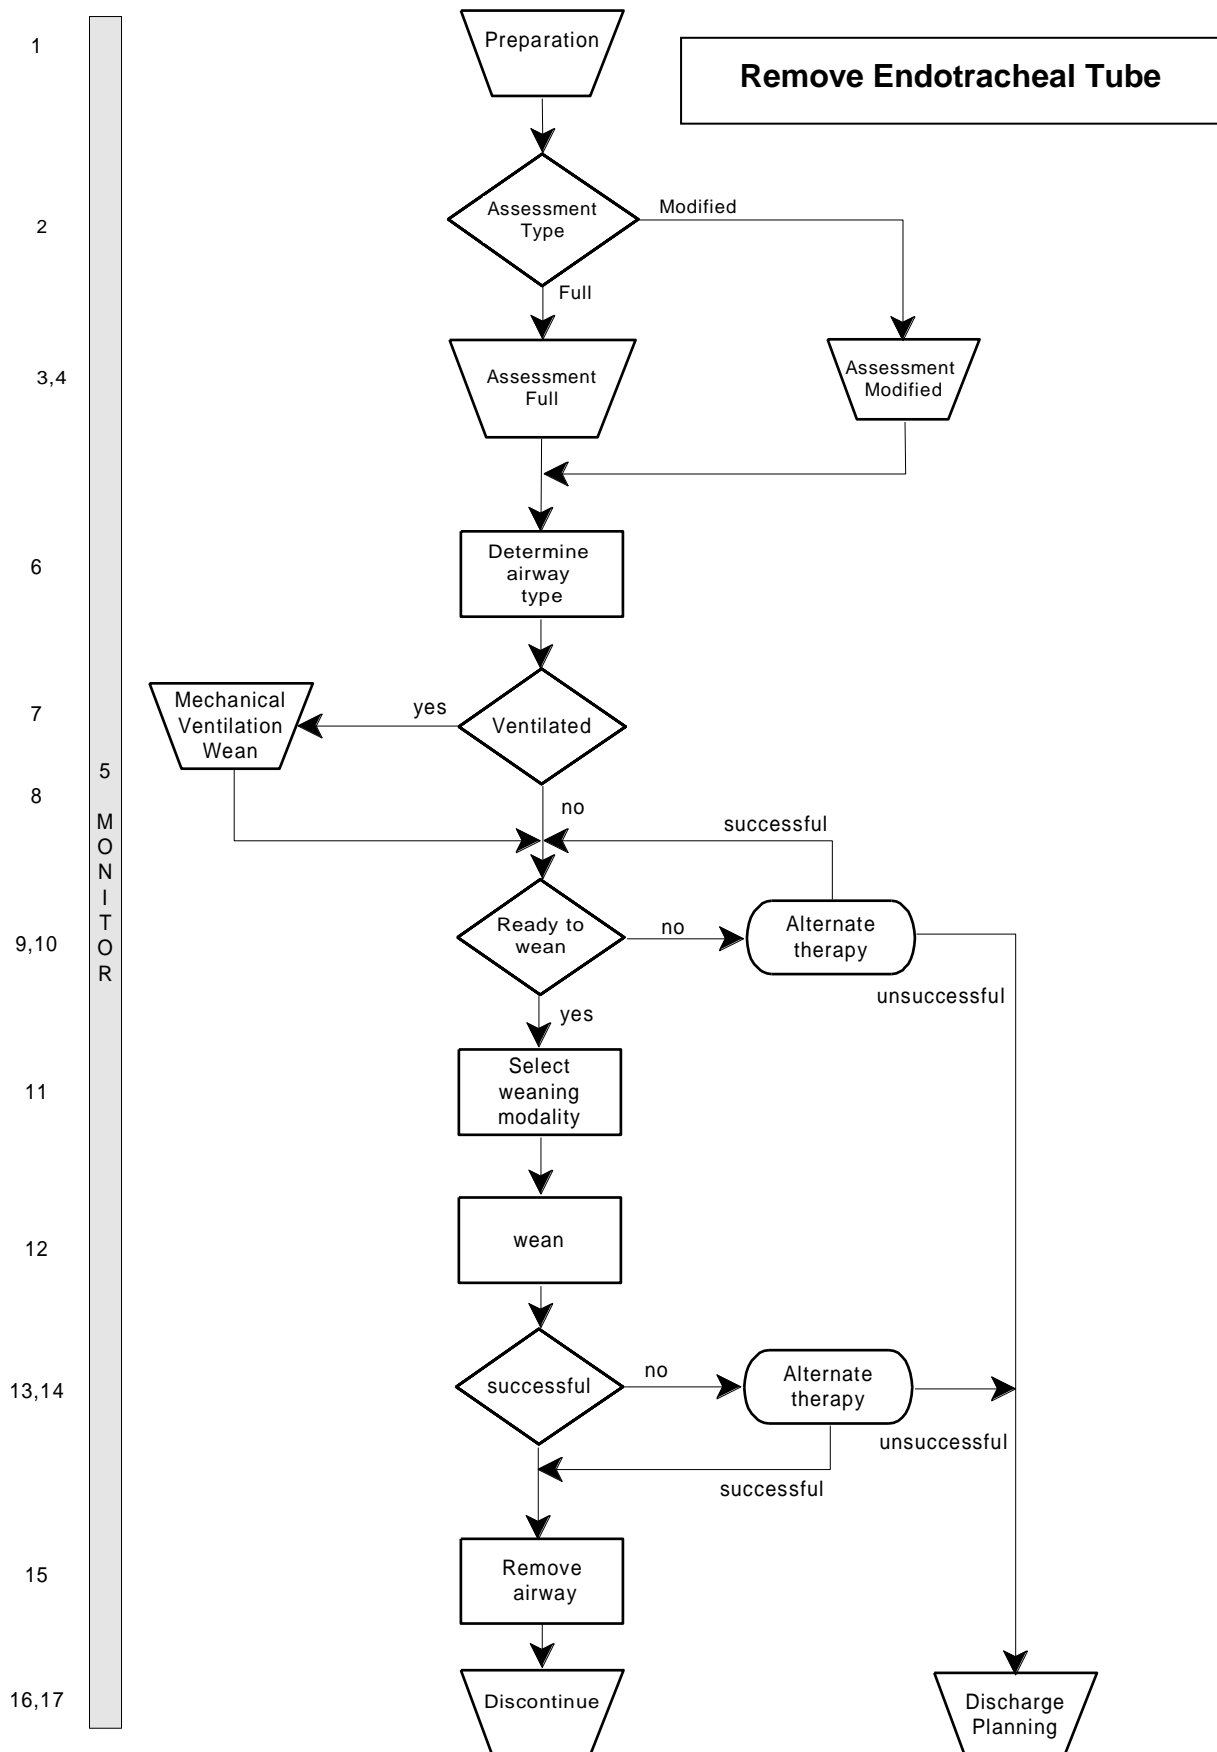 1
Preparation
Remove Endotracheal Tube
2
Assessment
Type
Modified
Full
3,4
Assessment
Full
Assessment
Modified
6
Determine
airway
type
7
Mechanical
Ventilation
Wean
yes
Ventilated
5
MONITOR
8
no
successful
9,10
Ready to
wean
no
Alternate
therapy
unsuccessful
yes
11
Select
weaning
modality
12
wean
13,14
successful
no
Alternate
therapy
unsuccessful
successful
15
Remove
airway
16,17
Discontinue
Discharge
Planning